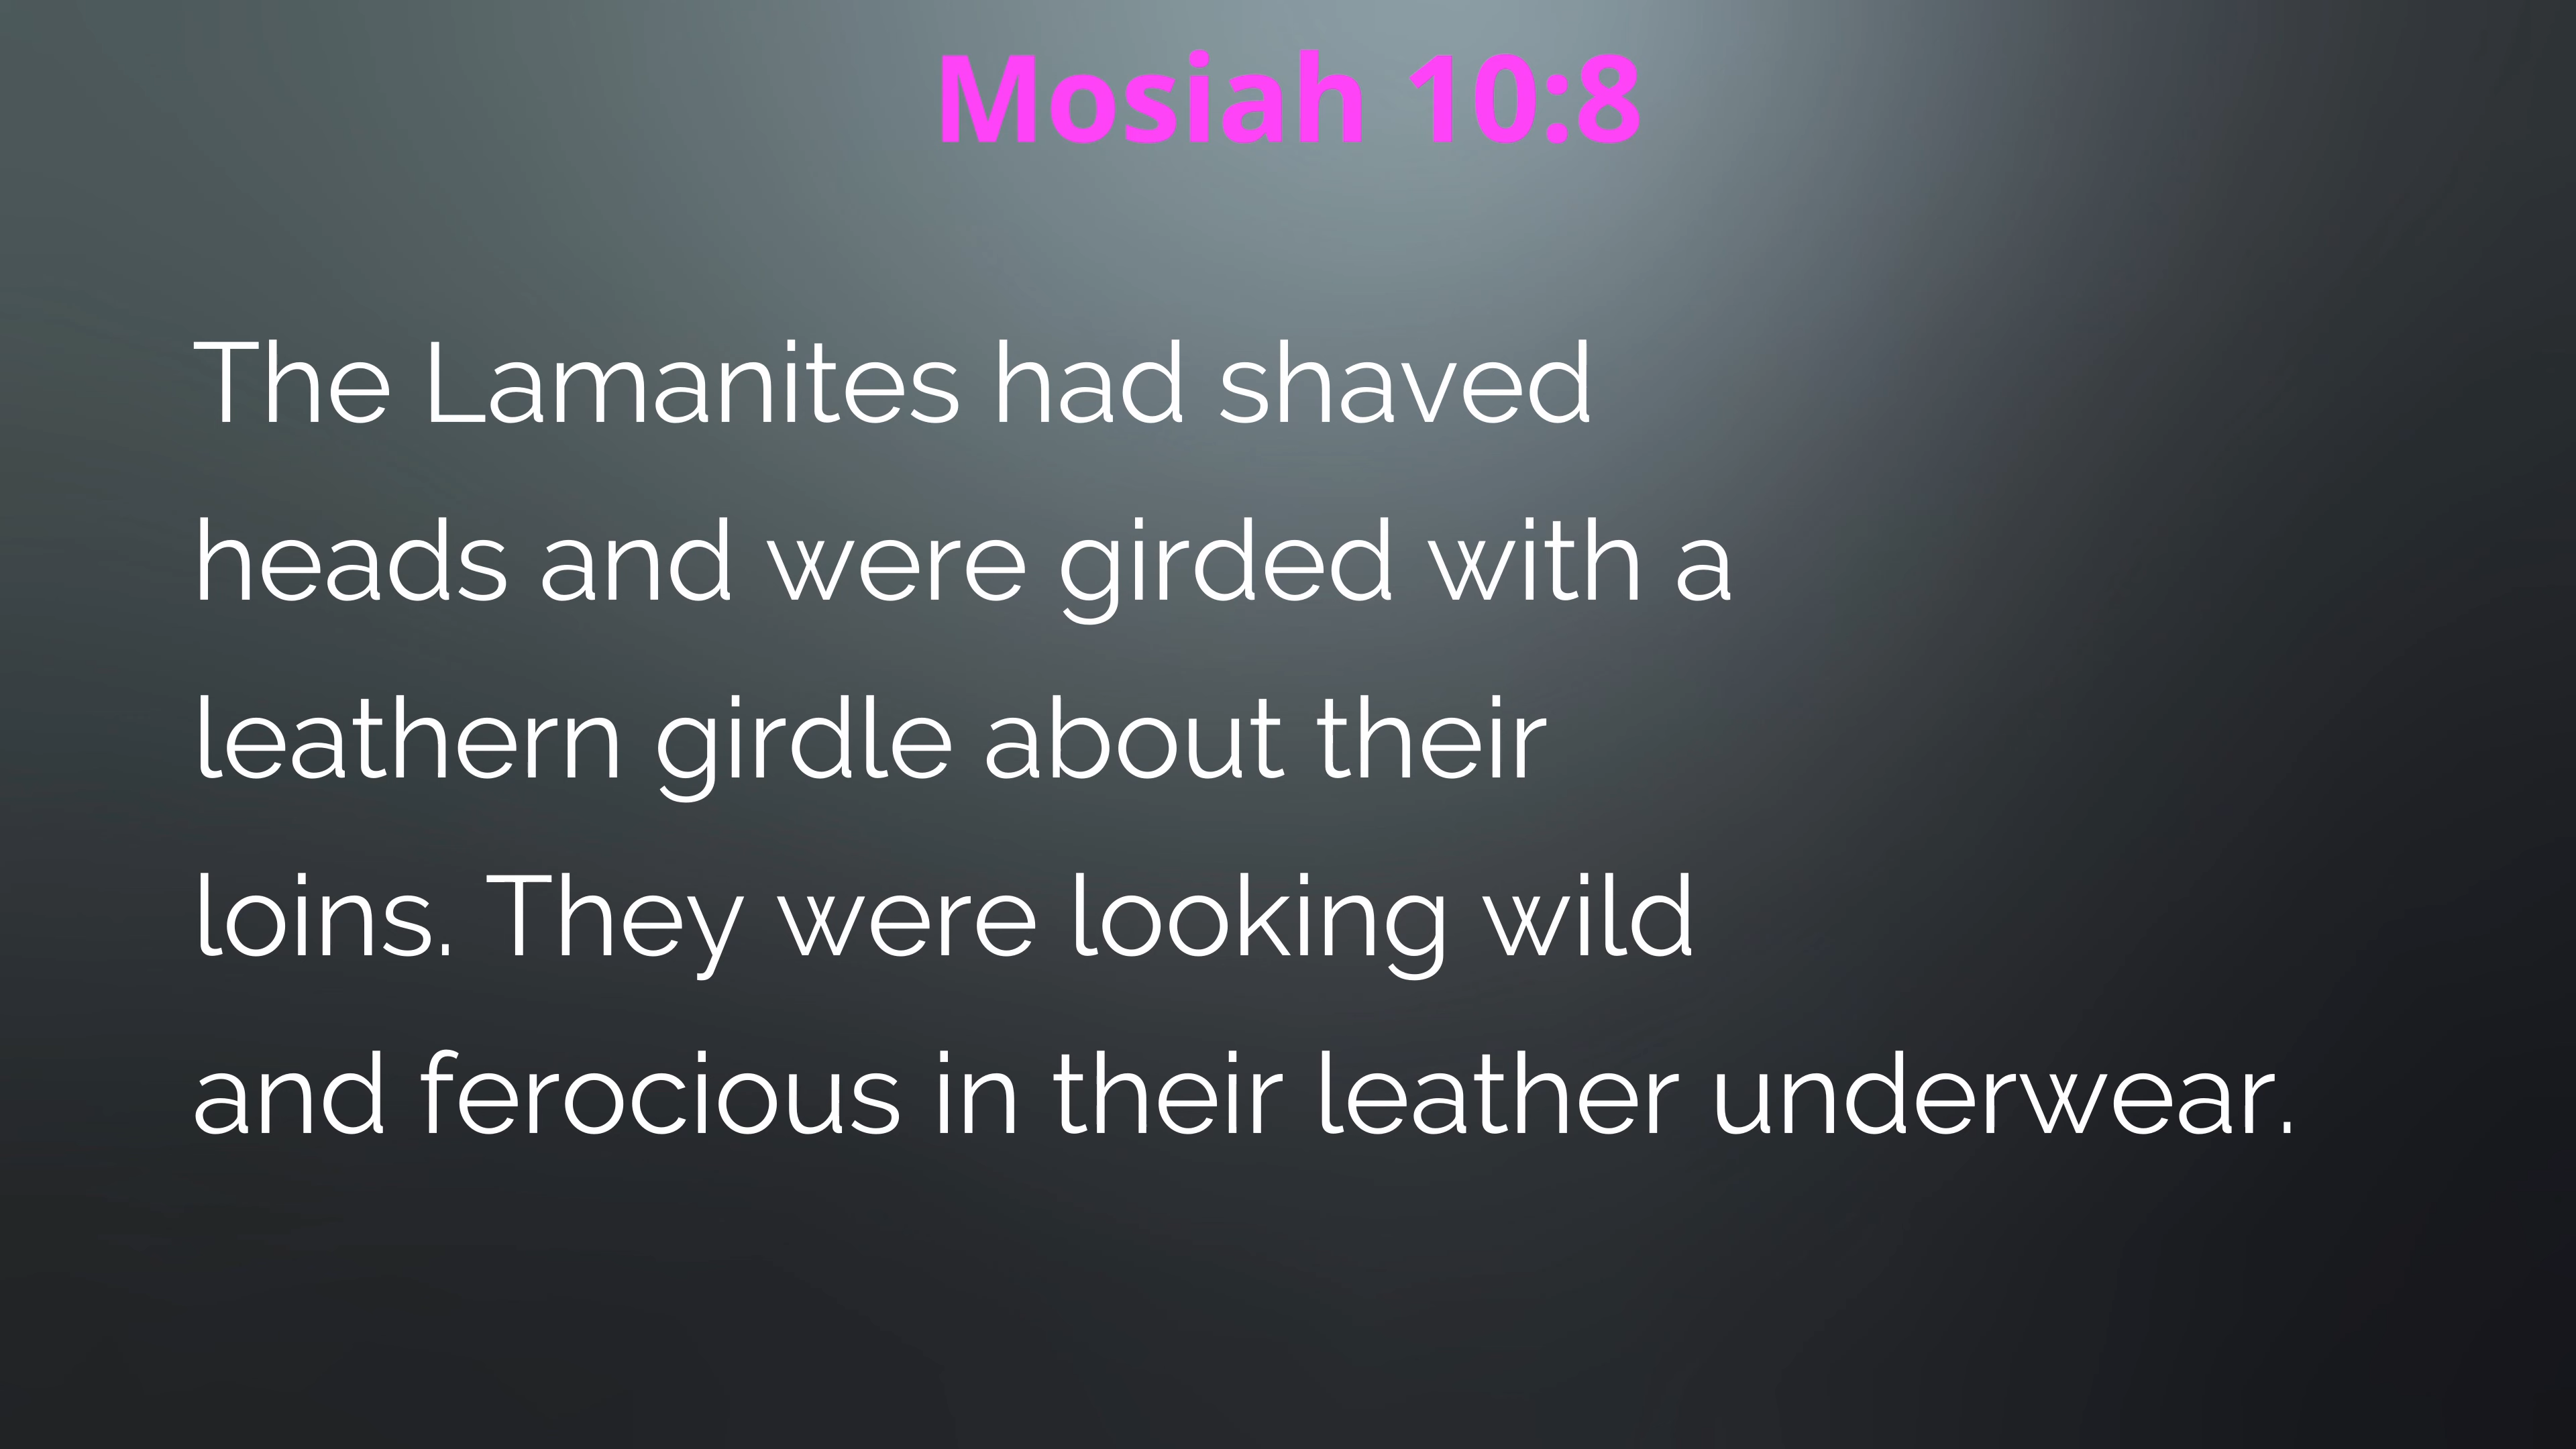 Mosiah 10:8
The Lamanites had shaved
heads and were girded with a
leathern girdle about their
loins. They were looking wild
and ferocious in their leather underwear.